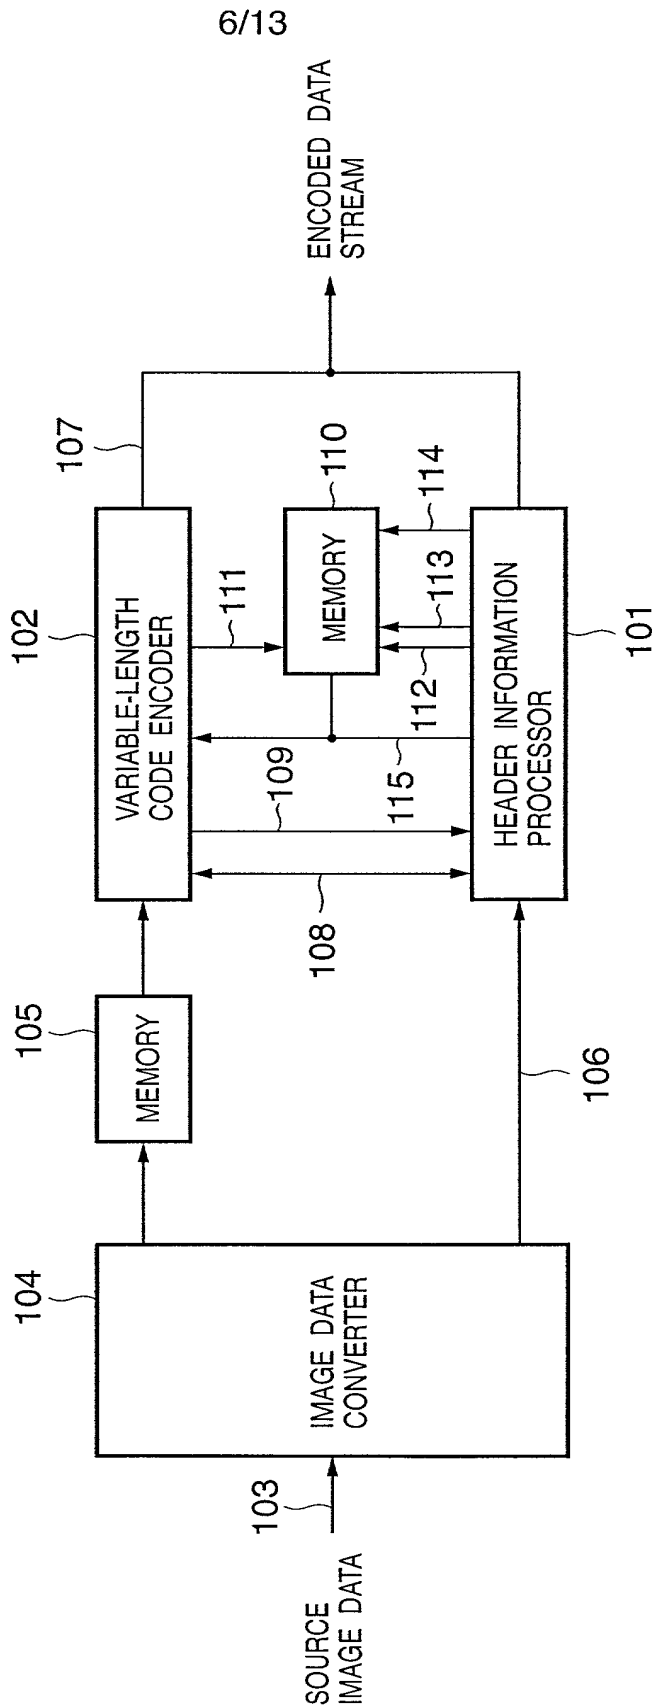 6/13
SOURCE
IMAGE DATA
103
104
IMAGE DATA
CONVERTER
105
MEMORY
106
102
VARIABLE-LENGTH
CODE ENCODER
107
108
109
111
110
MEMORY
115
112
113
114
HEADER INFORMATION
PROCESSOR
101
ENCODED DATA
STREAM